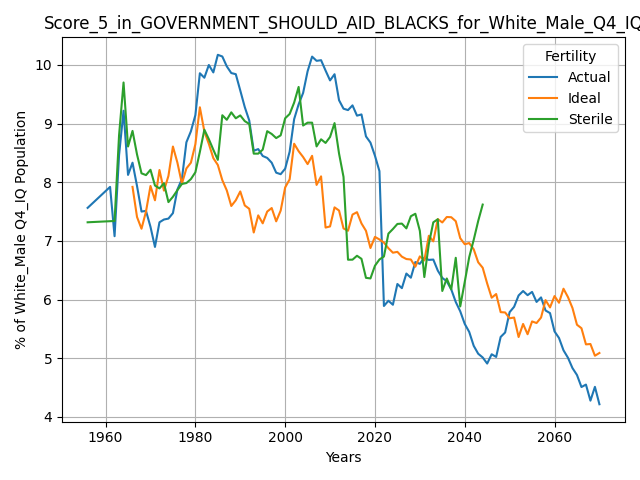 Score_5_in_GOVERNMENT_SHOULD_AID_BLACKS_for_White_Male_Q4_IQ
% of White_Male Q4_IQ Population
10
9
8
7
6
5
4
Fertility
Actual
Ideal
Sterile
1960 1980 2000 2020 2040 2060
Years